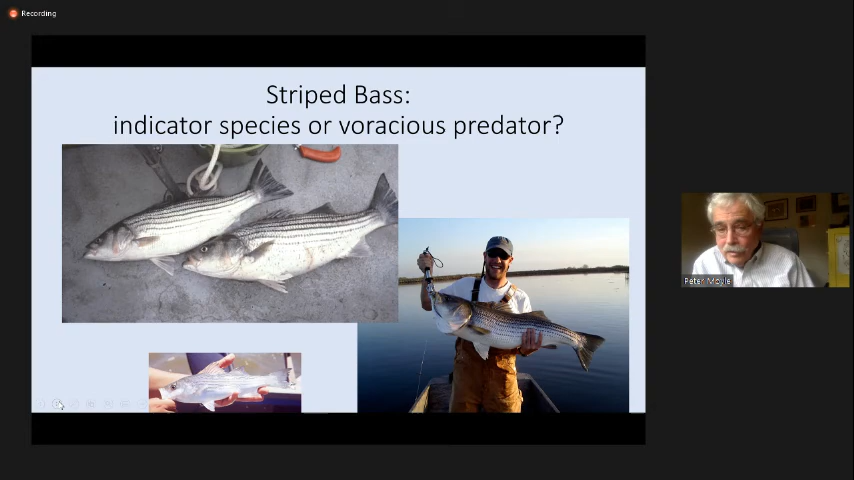 Recording
Striped Bass:
indicator species or voracious predator?
Peter Moyle